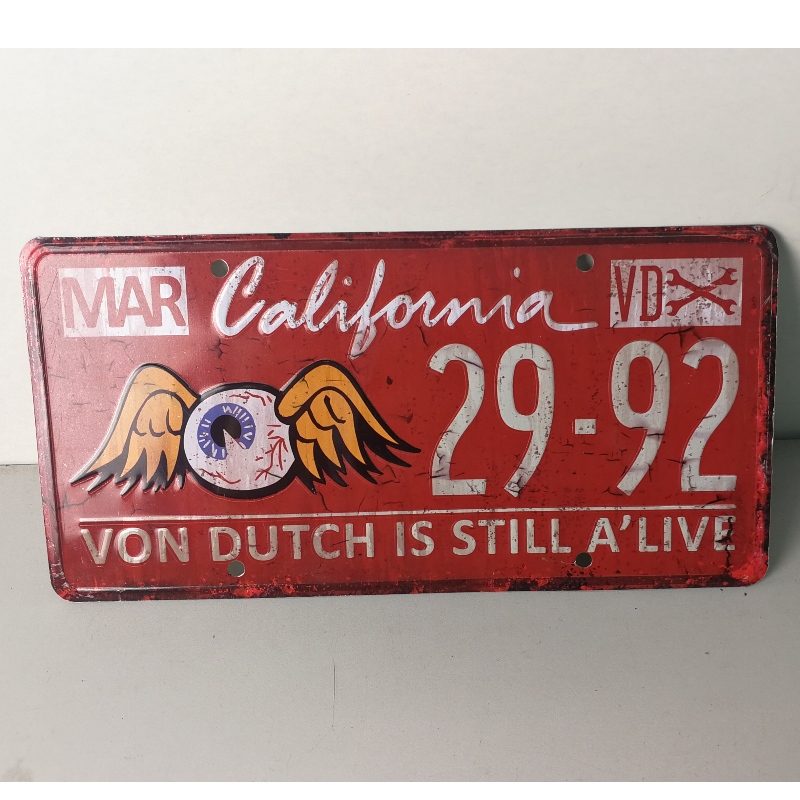 MAR California VD
29-92
VON DUTCH IS STILL A'LIVE